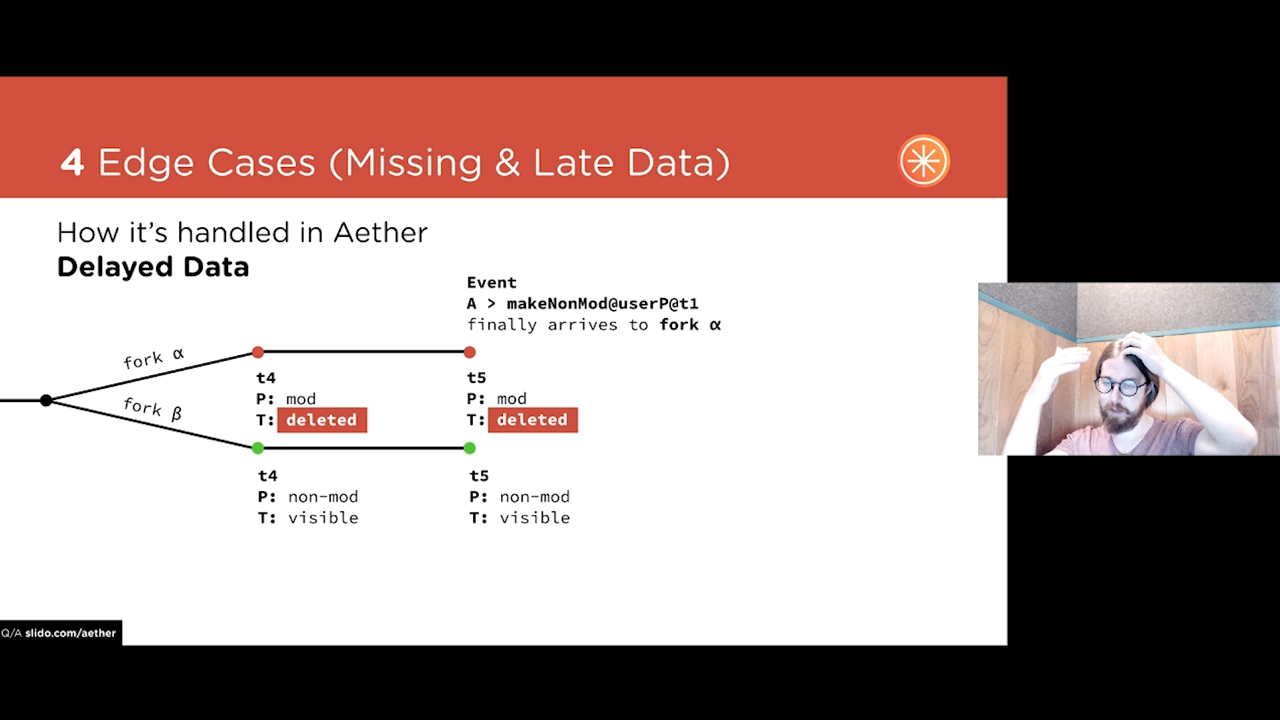 4 Edge Cases (Missing & Late Data)
How it's handled in Aether
Delayed Data
Event
A > makeNonMod@userP@t1
finally arrives to fork α
fork α
t4
P: mod
T: deleted
t5
P: mod
T: deleted
fork β
t4
P: non-mod
T: visible
t5
P: non-mod
T: visible
Q/A slido.com/aether